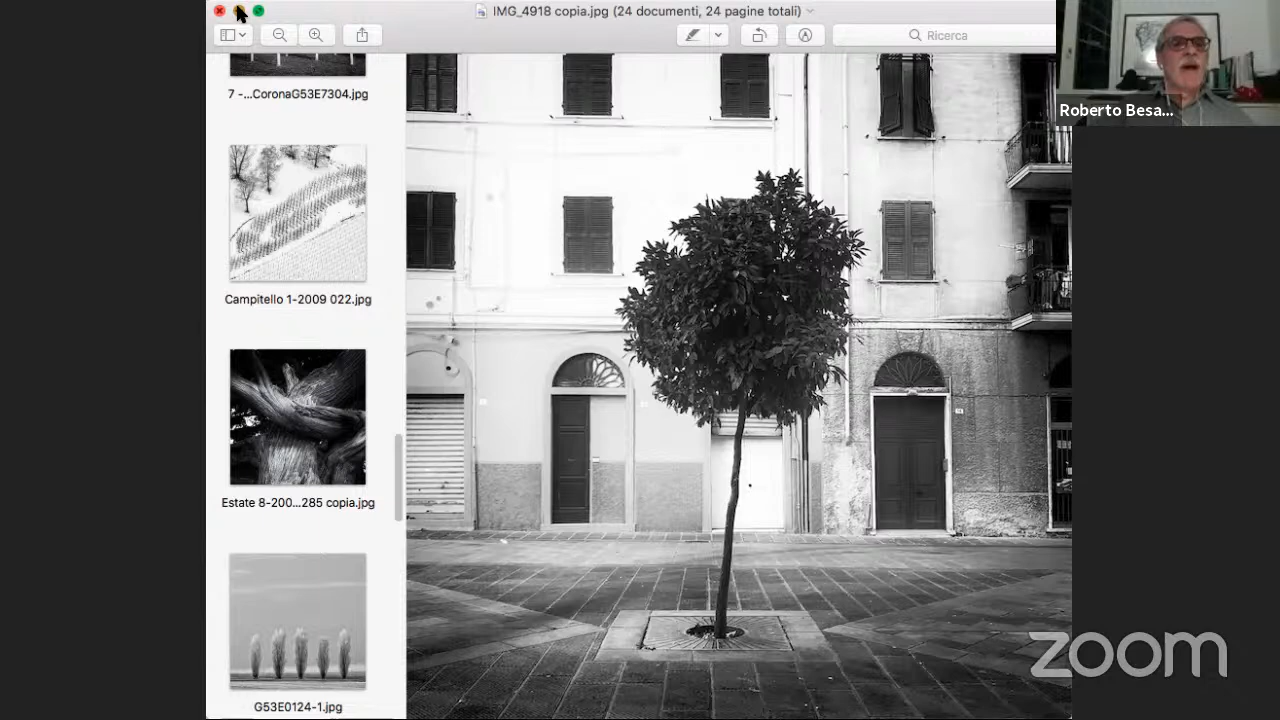 IMG_4918 copia.jpg (24 documenti, 24 pagine totali)
Ricerca
Roberto Besa...
7 -...CoronaG53E7304.jpg
Campitello 1-2009 022.jpg
Estate 8-200...285 copia.jpg
G53E0124-1.jpg
zoom